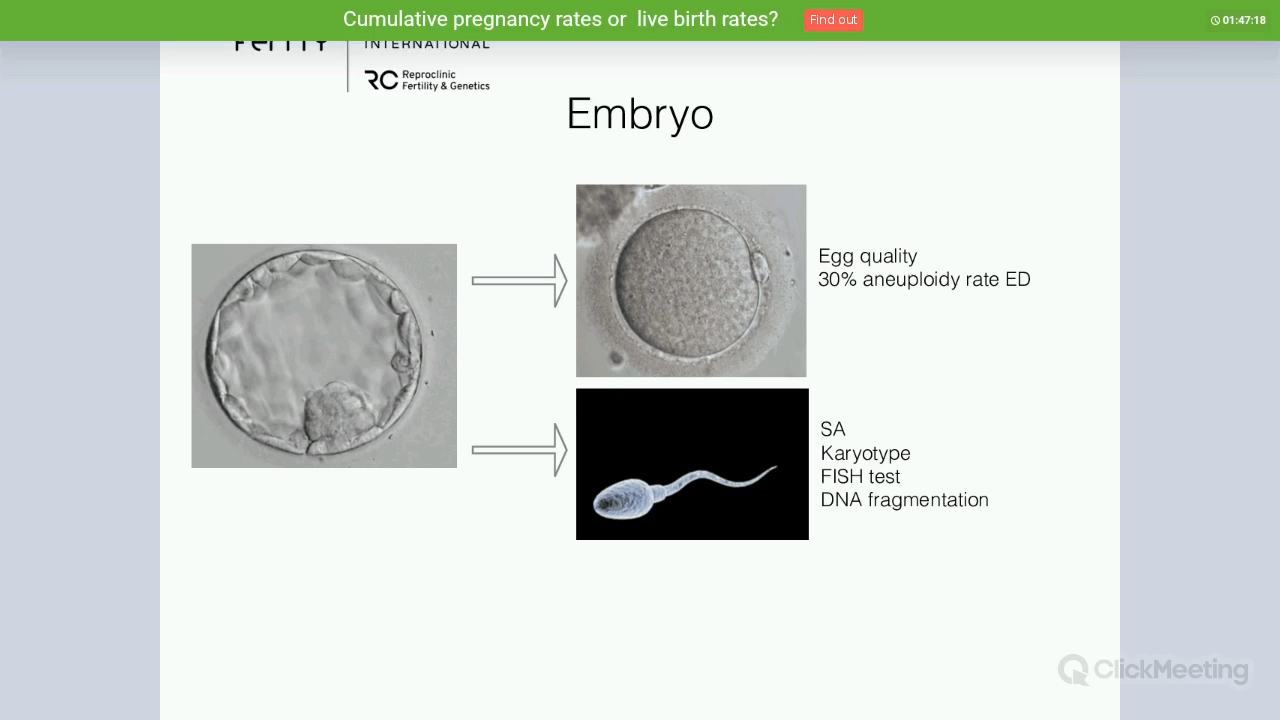 Cumulative pregnancy rates or live birth rates?
Find out
01:47:18
INTERNATIONAL
RC Reproclinic
Fertility & Genetics
Embryo
Egg quality
30% aneuploidy rate ED
SA
Karyotype
FISH test
DNA fragmentation
ClickMeeting